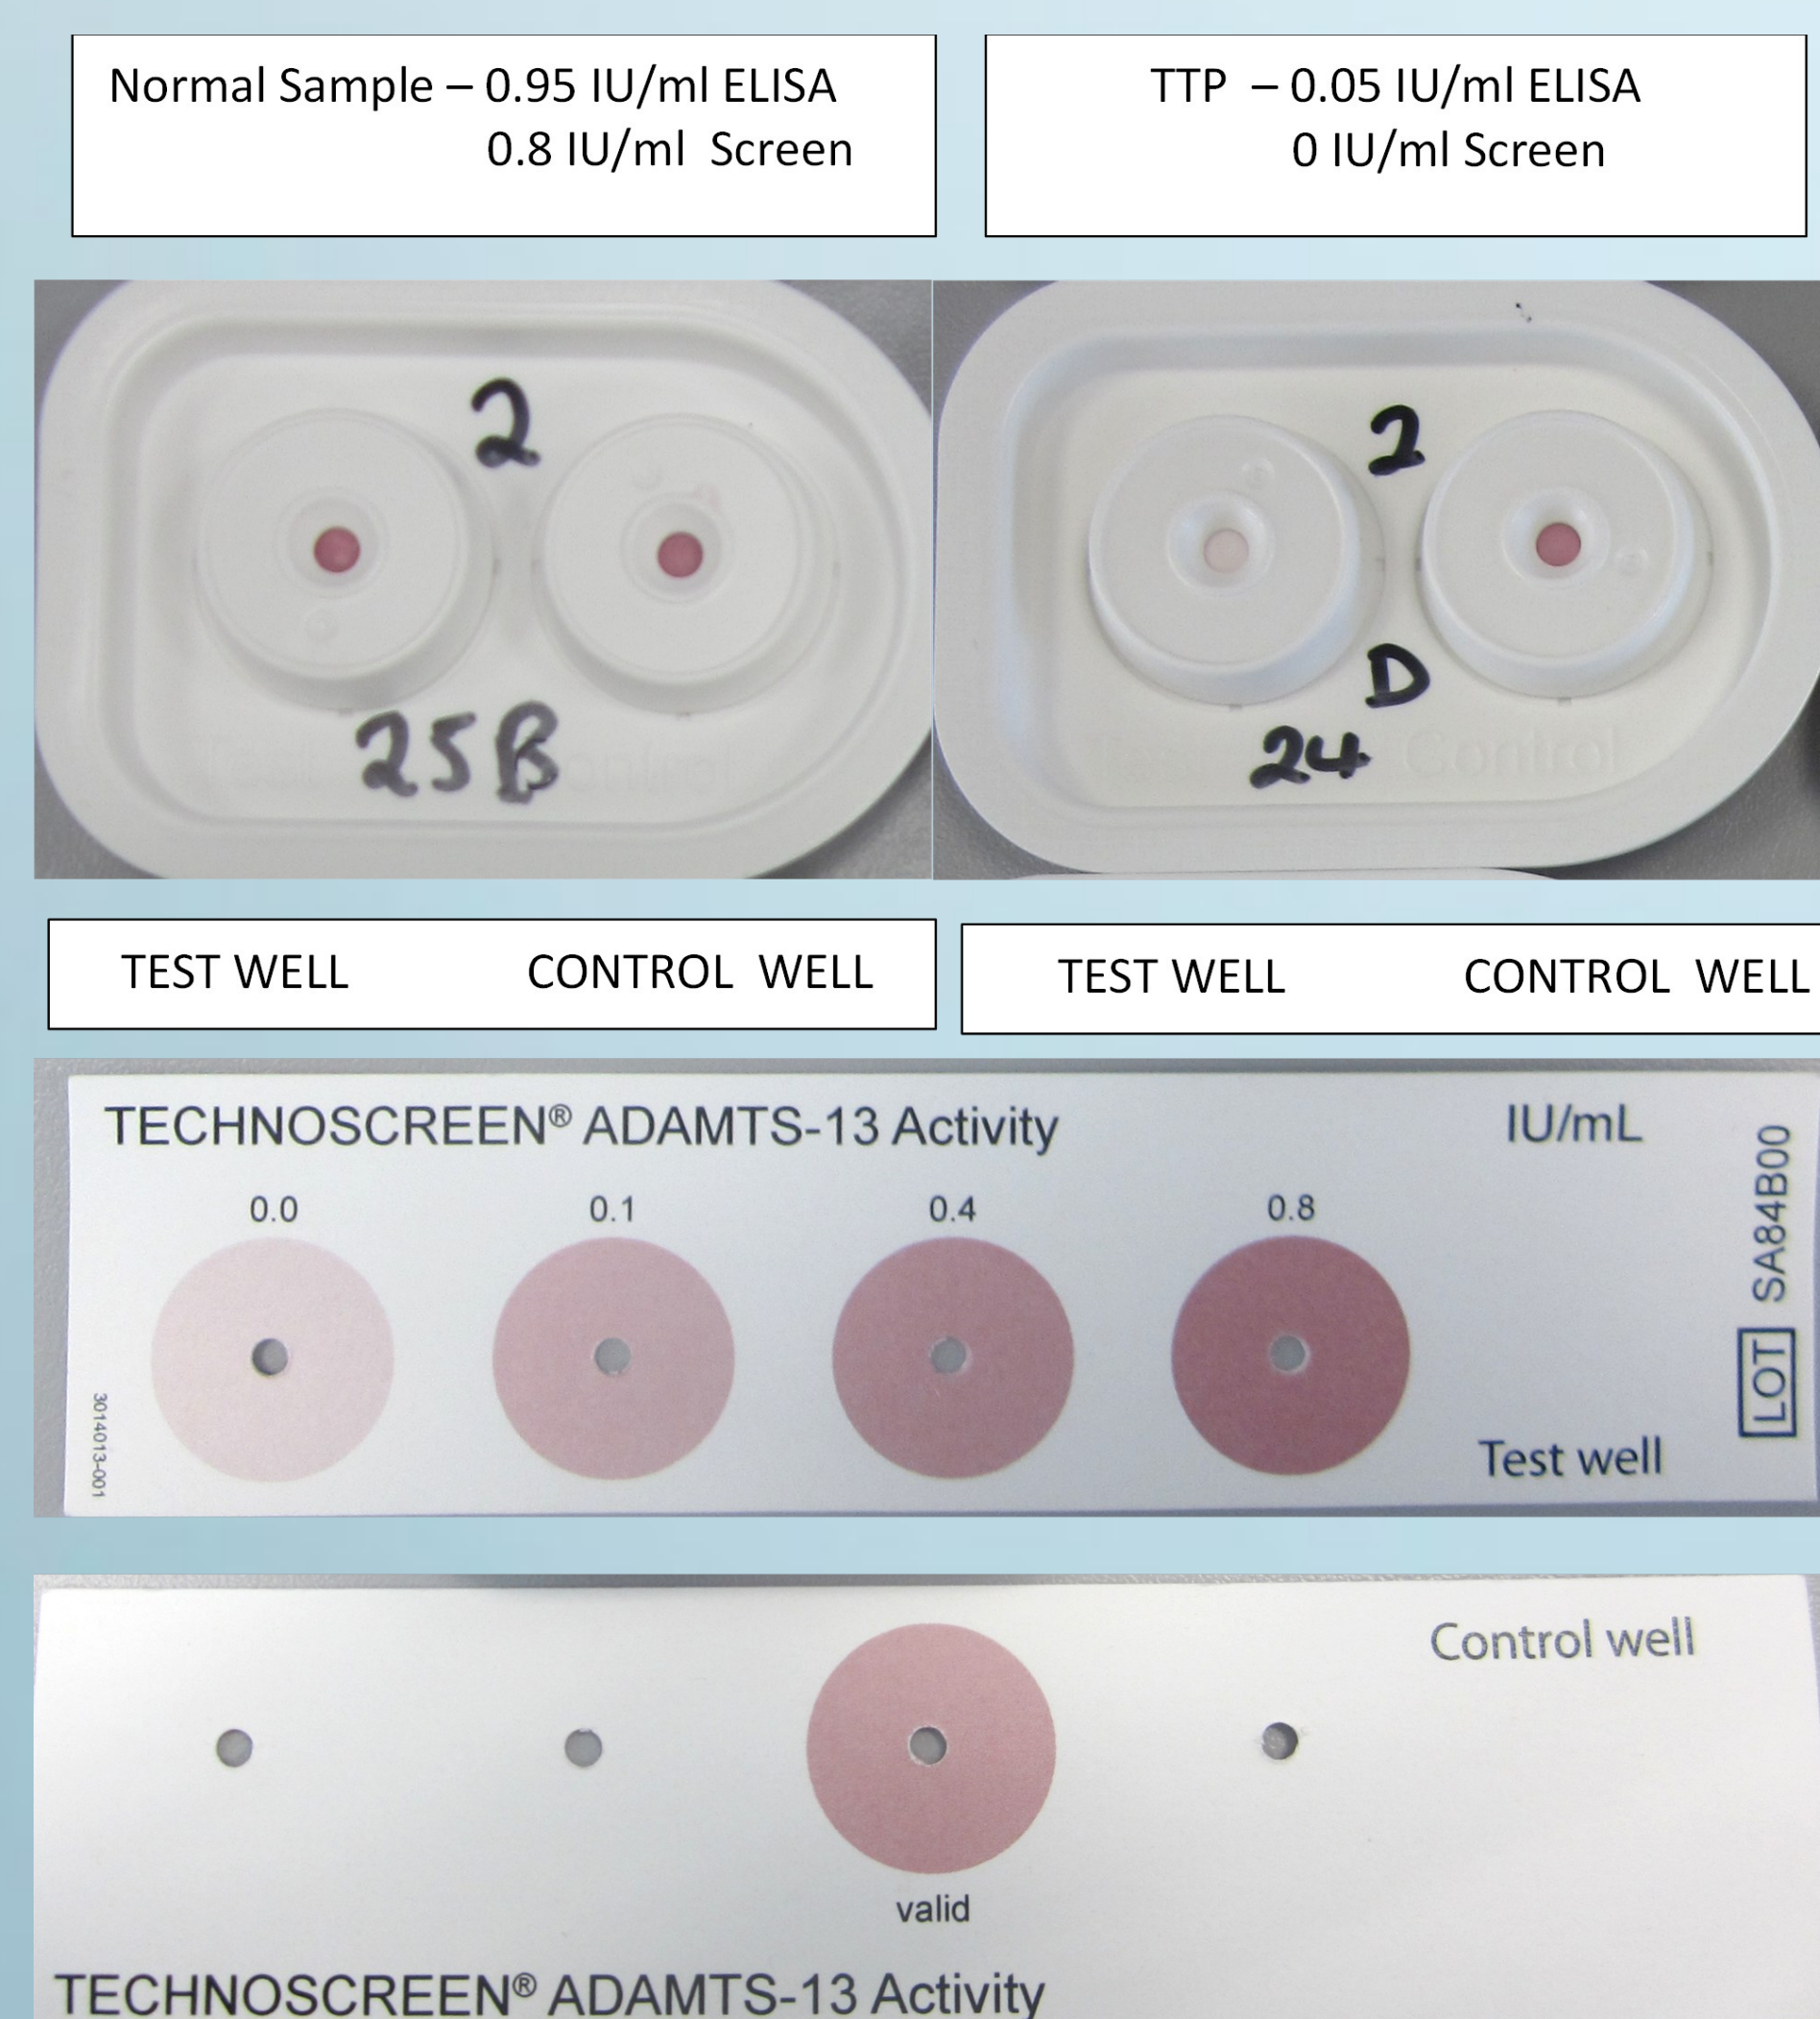 Normal Sample – 0.95 IU/ml ELISA
0.8 IU/ml Screen
TTP – 0.05 IU/ml ELISA
0 IU/ml Screen
2
25B
2
D
24
Control
TEST WELL CONTROL WELL
TEST WELL CONTROL WELL
TECHNOSCREEN® ADAMTS-13 Activity
IU/mL
0.0 0.1 0.4 0.8
3014013-001
Test well
LOT SA84B00
Control well
valid
TECHNOSCREEN® ADAMTS-13 Activity